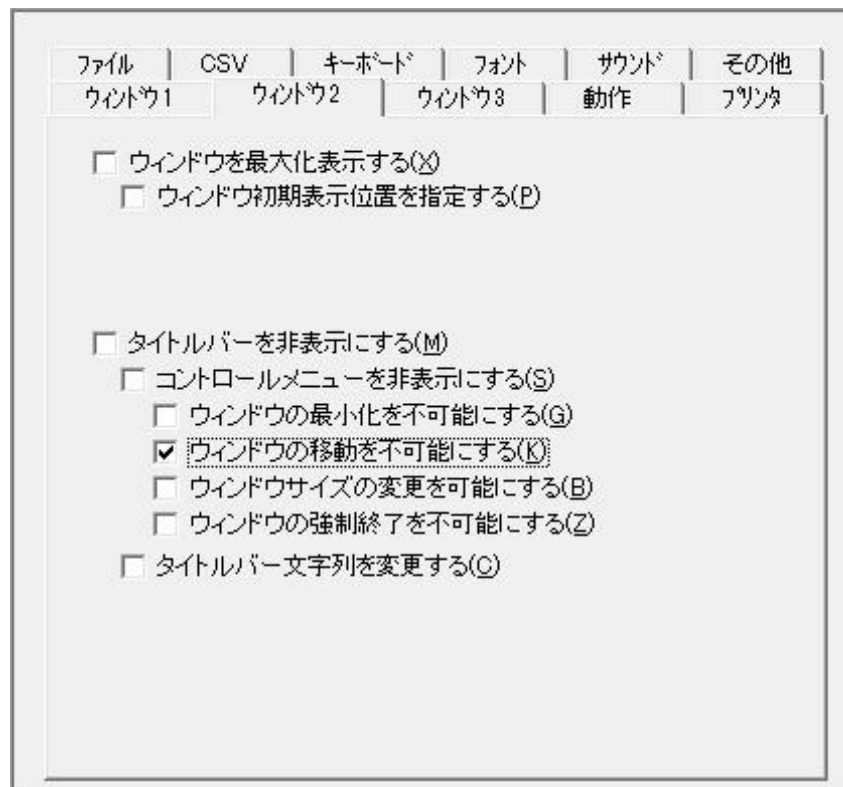 ﾌｧｲﾙ CSV ｷｰﾎﾞｰﾄﾞ ﾌｫﾝﾄ ｻｳﾝﾄﾞ その他
ｳｨﾝﾄﾞｳ1 ｳｨﾝﾄﾞｳ2 ｳｨﾝﾄﾞｳ3 動作 ﾌﾟﾘﾝﾀ
ウィンドウを最大化表示する(X)
ウィンドウ初期表示位置を指定する(P)
タイトルバーを非表示にする(M)
コントロールメニューを非表示にする(S)
ウィンドウの最小化を不可能にする(G)
ウィンドウの移動を不可能にする(K)
ウィンドウサイズの変更を可能にする(B)
ウィンドウの強制終了を不可能にする(Z)
タイトルバー文字列を変更する(C)